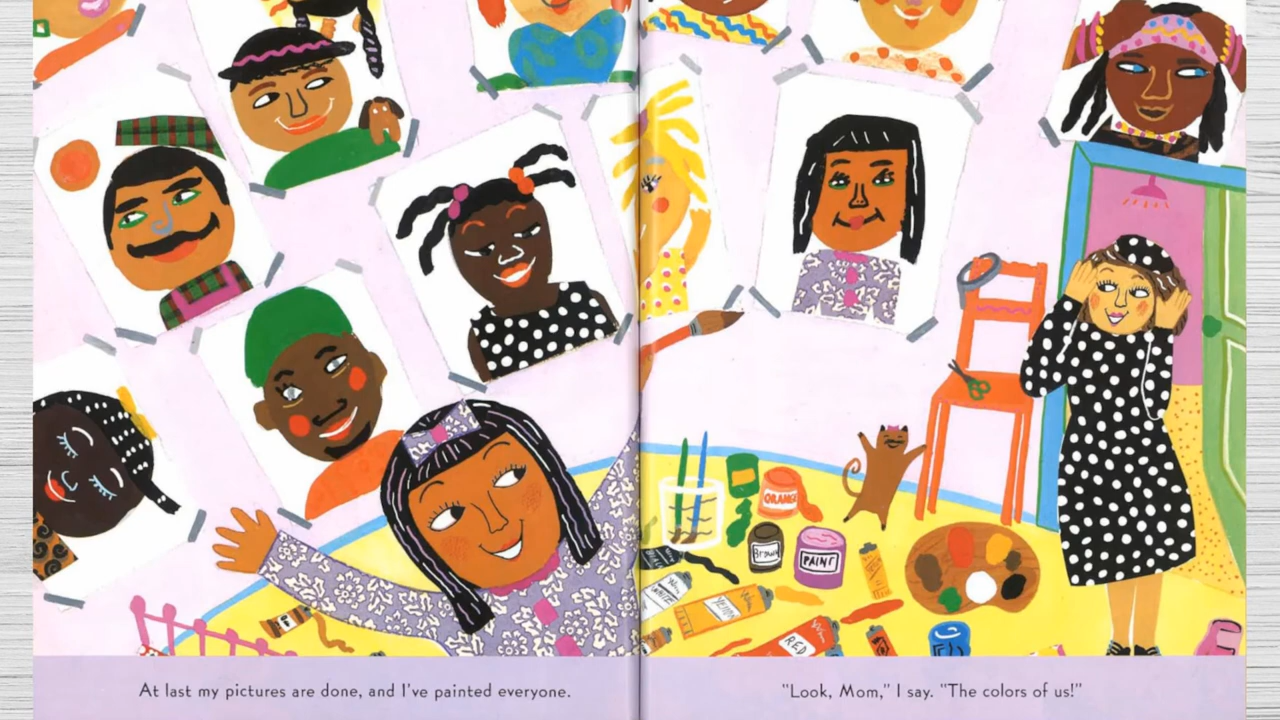 ORANGE
BROWN
PAINT
WHITE
YELLOW
RED
At last my pictures are done, and I've painted everyone.
"Look, Mom," I say. "The colors of us!"